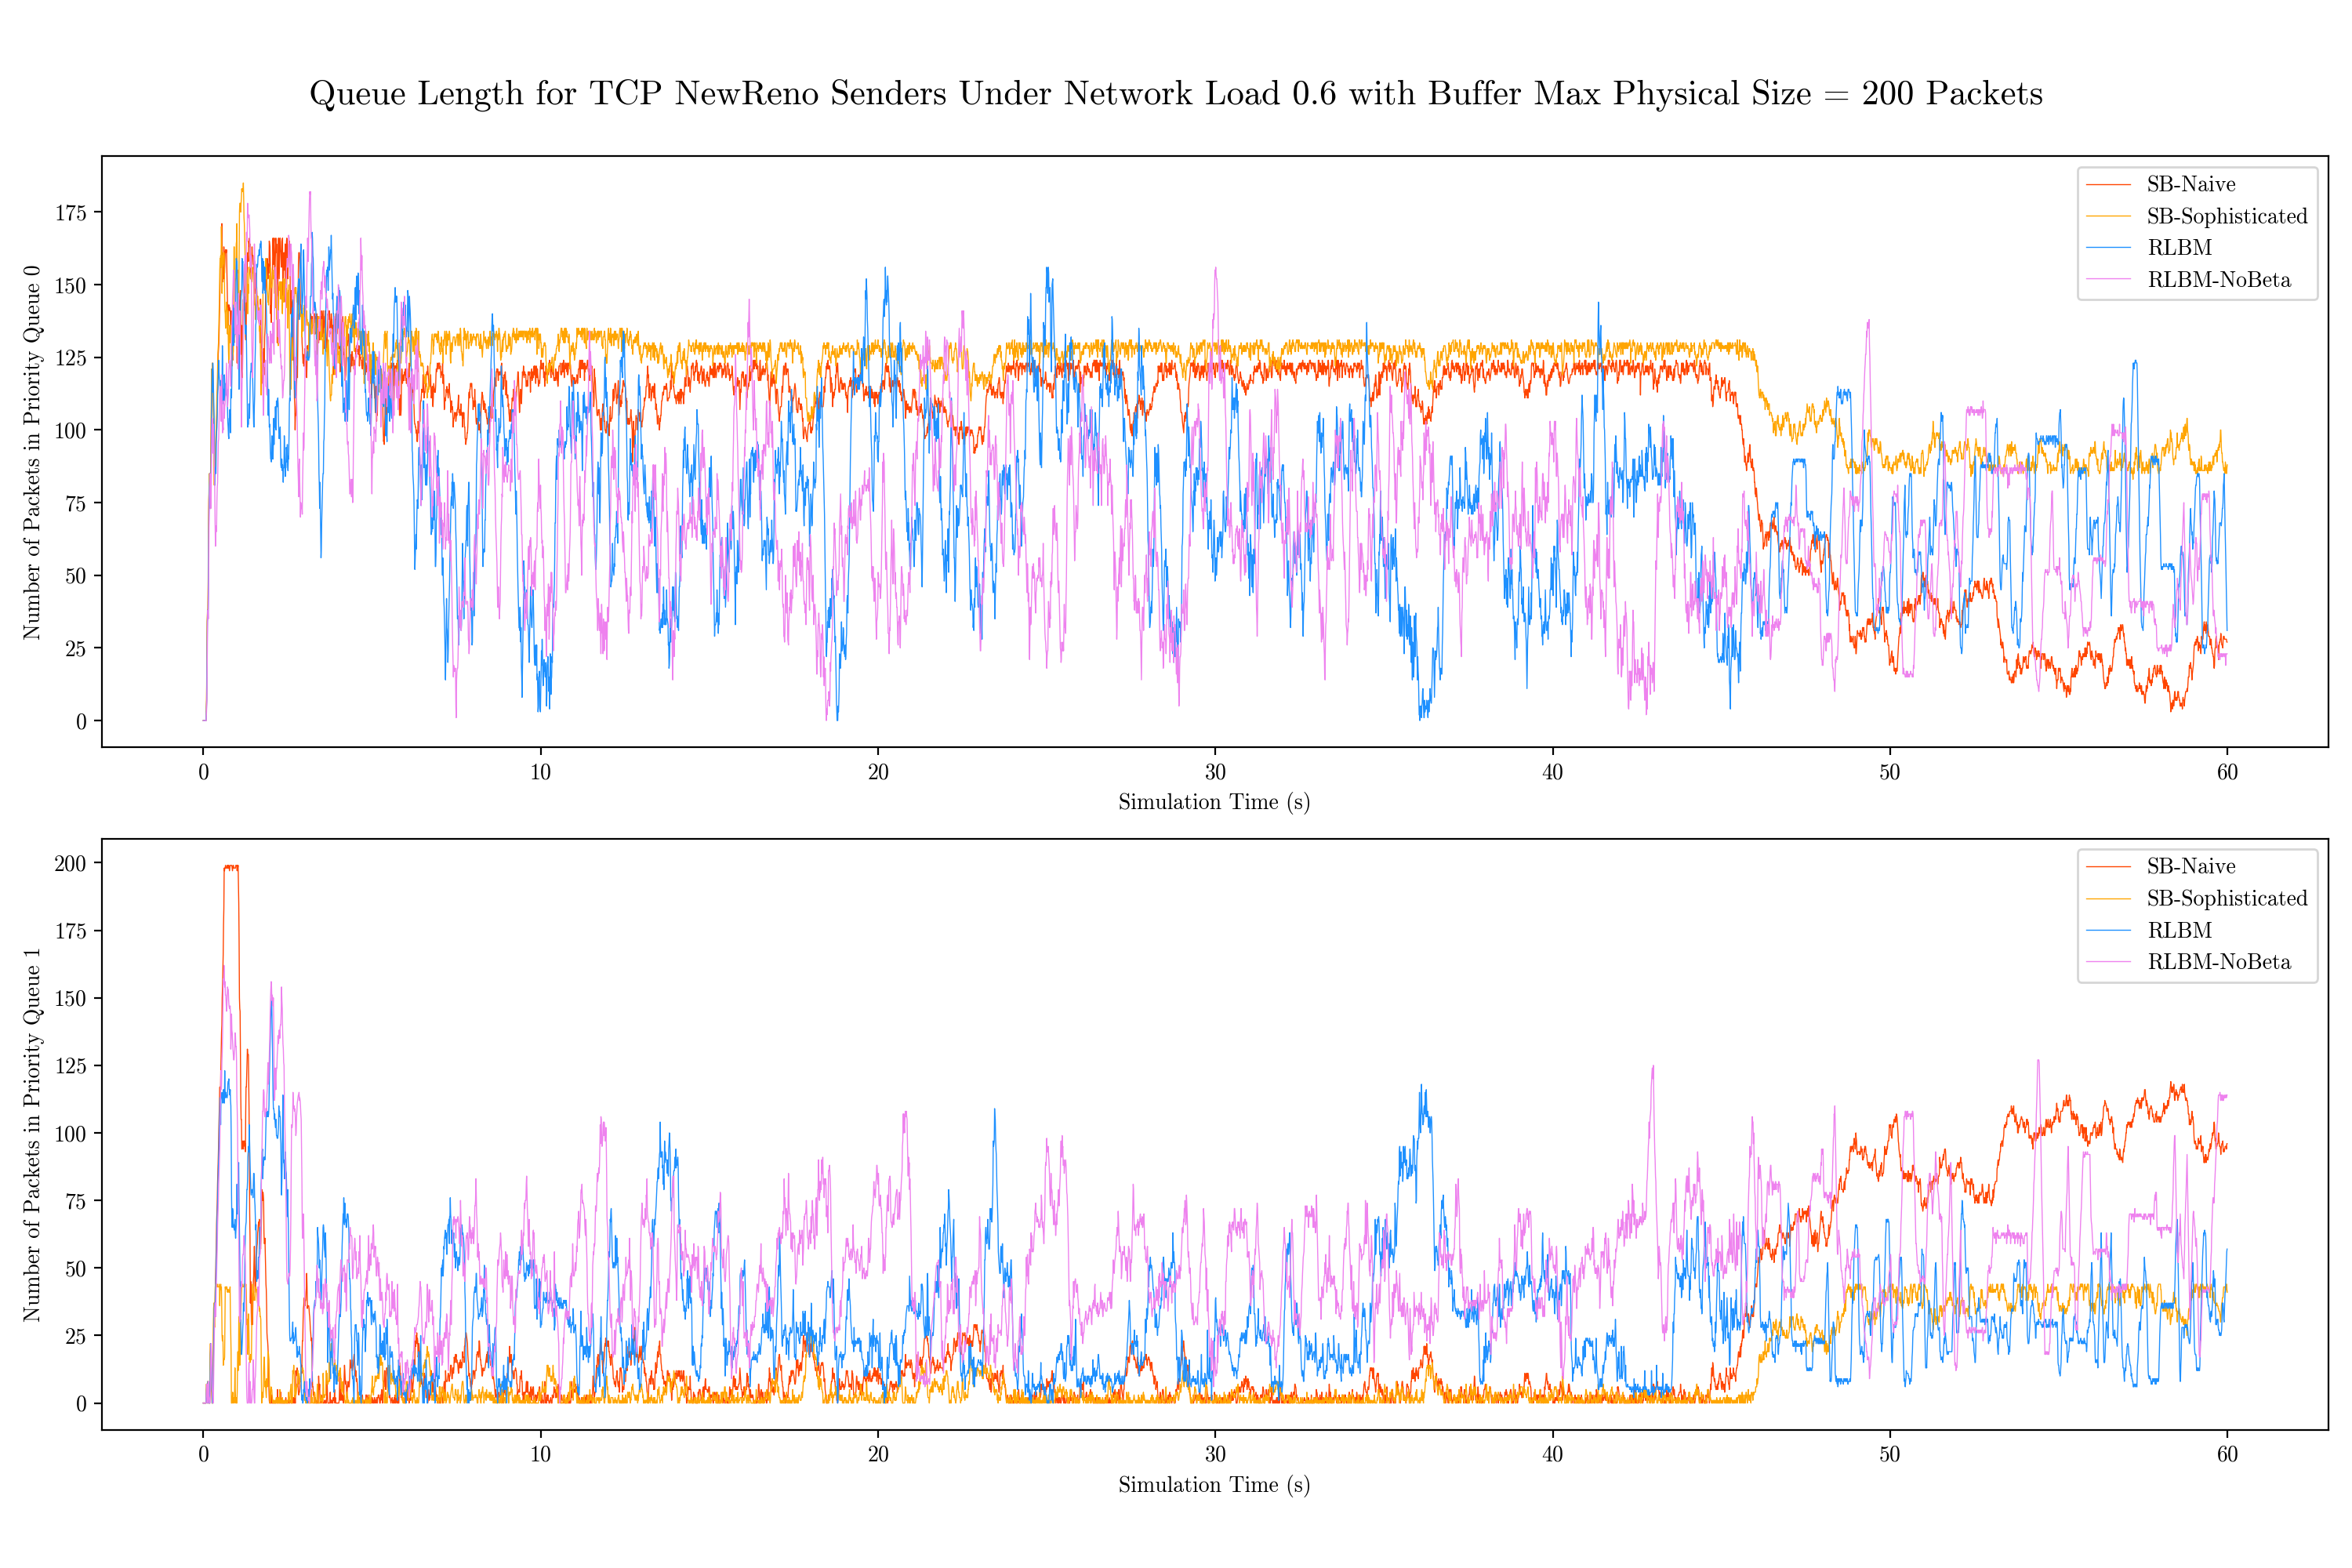 Queue Length for TCP NewReno Senders Under Network Load 0.6 with Buffer Max Physical Size = 200 Packets
Number of Packets in Priority Queue 0
175
150
125
100
75
50
25
0
SB-Naive
SB-Sophisticated
RLBM
RLBM-NoBeta
0 10 20 30 40 50 60
Simulation Time (s)
Number of Packets in Priority Queue 1
200
175
150
125
100
75
50
25
0
SB-Naive
SB-Sophisticated
RLBM
RLBM-NoBeta
0 10 20 30 40 50 60
Simulation Time (s)